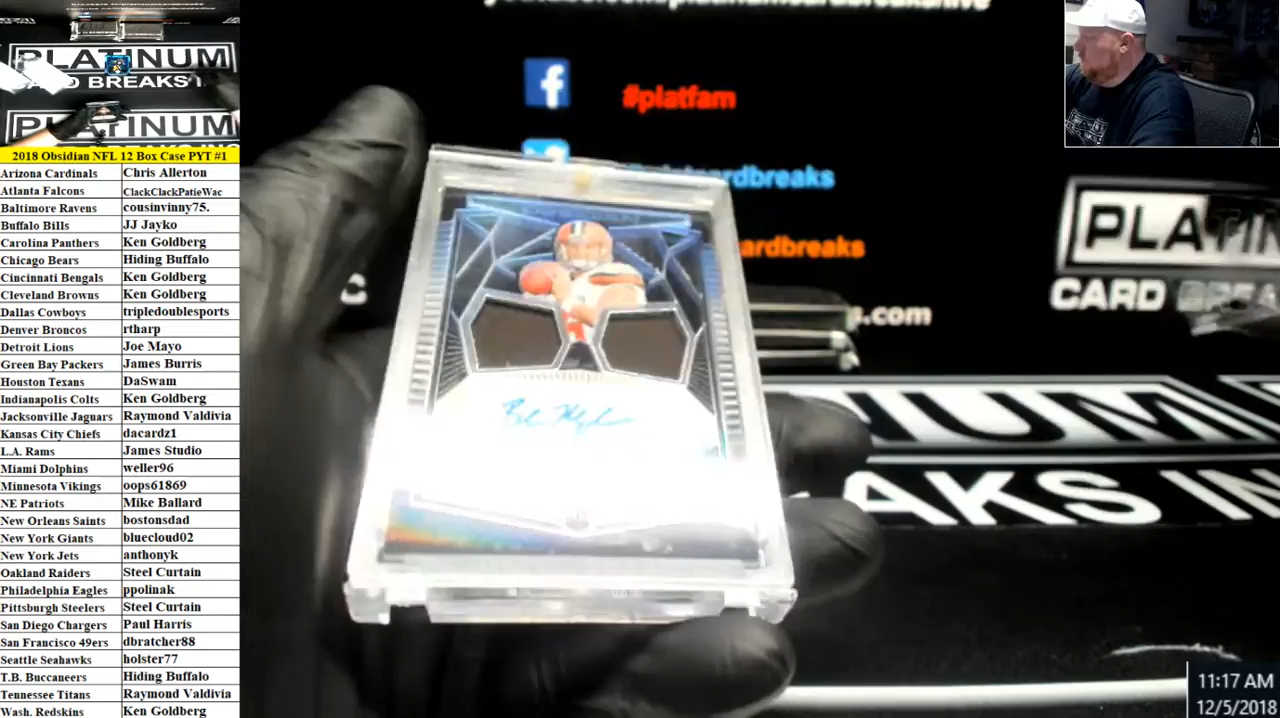 PLATINUM
CARD BREAKS I
PLATINUM
2018 Obsidian NFL 12 Box Case PYT #1
Arizona Cardinals Chris Allerton
Atlanta Falcons ClackClackPatieWac
Baltimore Ravens cousinvinny75.
Buffalo Bills JJ Jayko
Carolina Panthers Ken Goldberg
Chicago Bears Hiding Buffalo
Cincinnati Bengals Ken Goldberg
Cleveland Browns Ken Goldberg
Dallas Cowboys tripledoublesports
Denver Broncos rtharp
Detroit Lions Joe Mayo
Green Bay Packers James Burris
Houston Texans DaSwam
Indianapolis Colts Ken Goldberg
Jacksonville Jaguars Raymond Valdivia
Kansas City Chiefs dacardz1
L.A. Rams James Studio
Miami Dolphins weller96
Minnesota Vikings oops61869
NE Patriots Mike Ballard
New Orleans Saints bostonsdad
New York Giants bluecloud02
New York Jets anthonyk
Oakland Raiders Steel Curtain
Philadelphia Eagles ppolinak
Pittsburgh Steelers Steel Curtain
San Diego Chargers Paul Harris
San Francisco 49ers dbratcher88
Seattle Seahawks holster77
T.B. Buccaneers Hiding Buffalo
Tennessee Titans Raymond Valdivia
Wash. Redskins Ken Goldberg
f
#platfam
cardbreaks
cardbreaks
s.com
PLATIN
CARD BREA
NUM
AKS IN
11:17 AM
12/5/2018